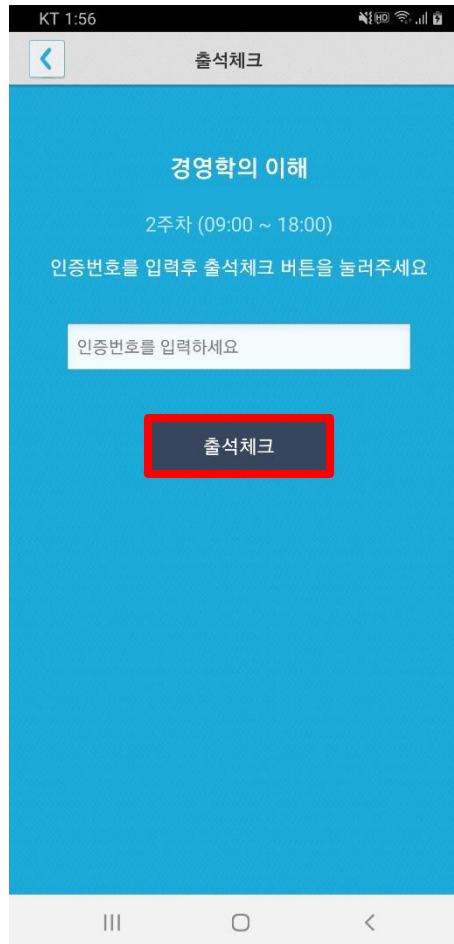 KT 1:56
출석체크
경영학의 이해
2주차 (09:00 ~ 18:00)
인증번호를 입력후 출석체크 버튼을 눌러주세요
인증번호를 입력하세요
출석체크